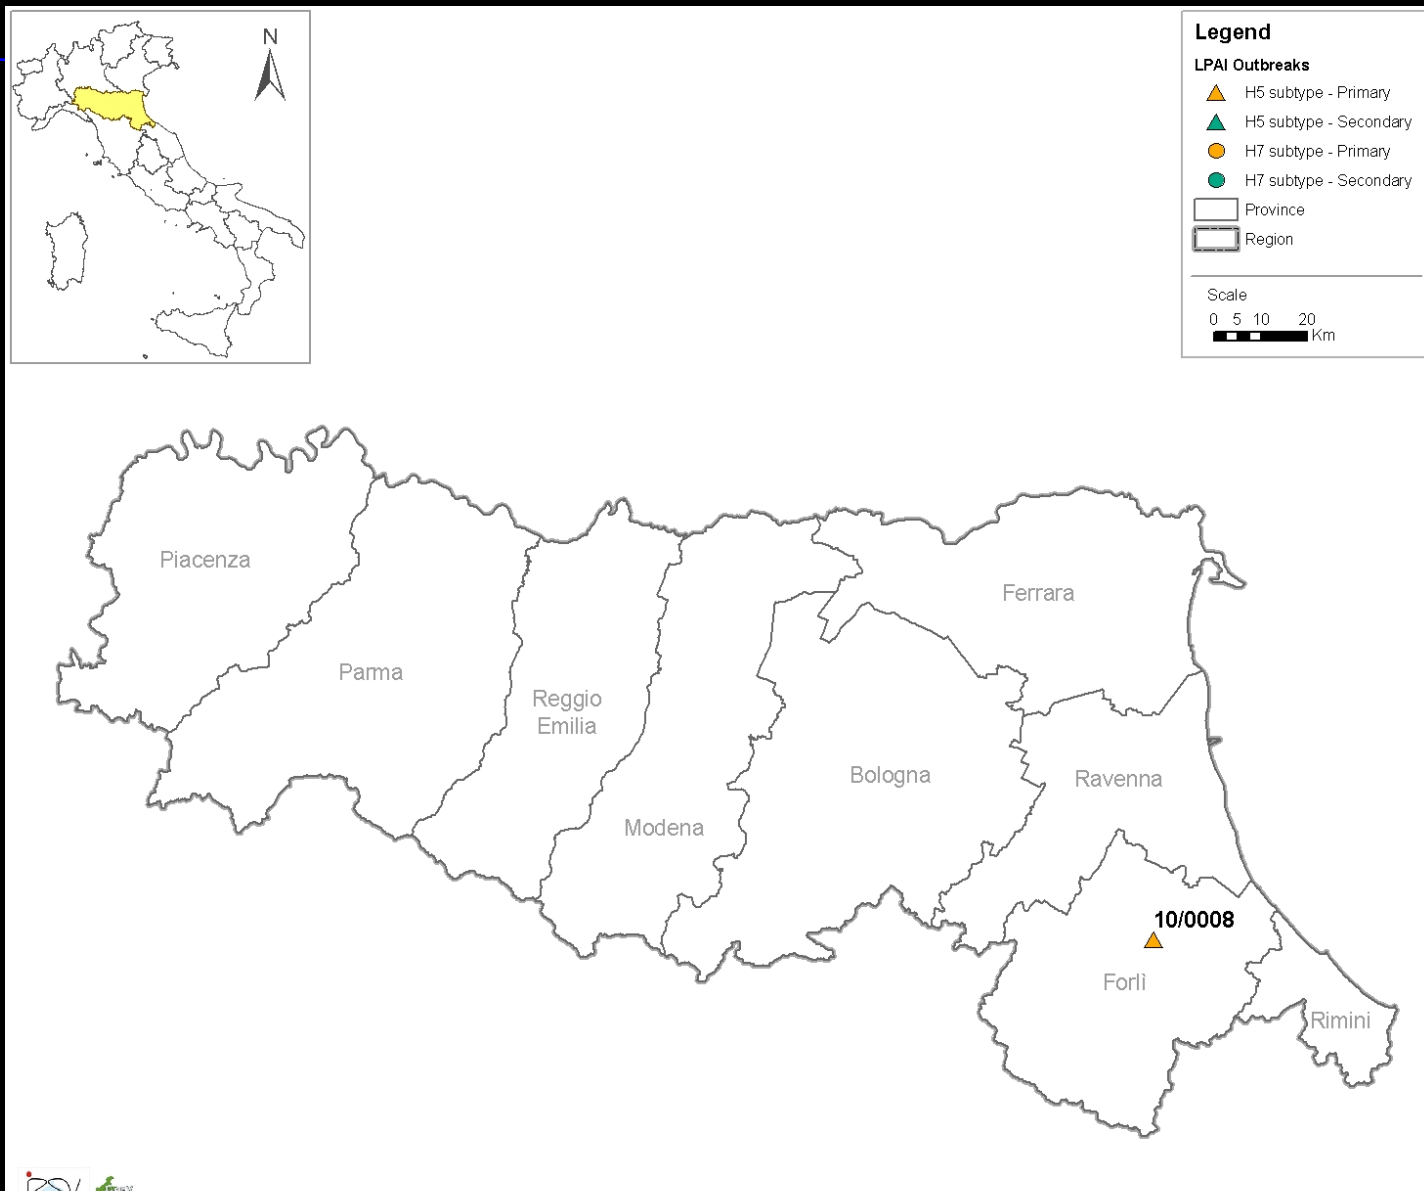 N
Legend
LPAI Outbreaks
H5 subtype - Primary
H5 subtype - Secondary
H7 subtype - Primary
H7 subtype - Secondary
Province
Region
Scale
0 5 10 20
Km
Piacenza
Ferrara
Parma
Reggio
Emilia
Bologna
Ravenna
Modena
10/0008
Forlì
Rimini